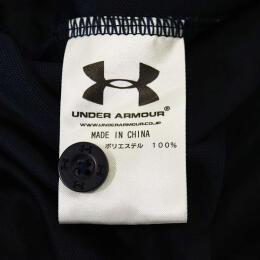 UNDER ARMOUR®
WWW.UNDERARMOUR.CO.JP
MADE IN CHINA
ポリエステル 100%